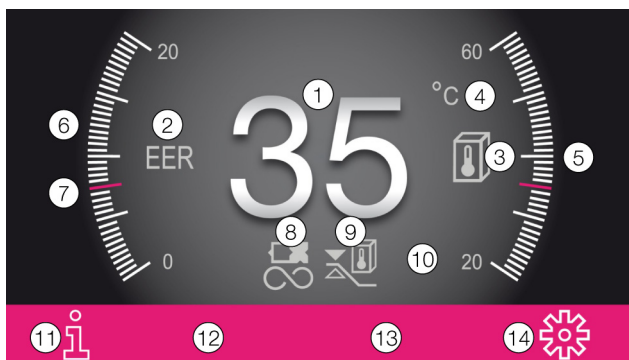 20 60
① °C ④
⑥ ② 35 ③ ⑤
EER
⑦
⑧ ⑨
0 ⑩ 20
⑪ i ⑫ ⑬ ⑭